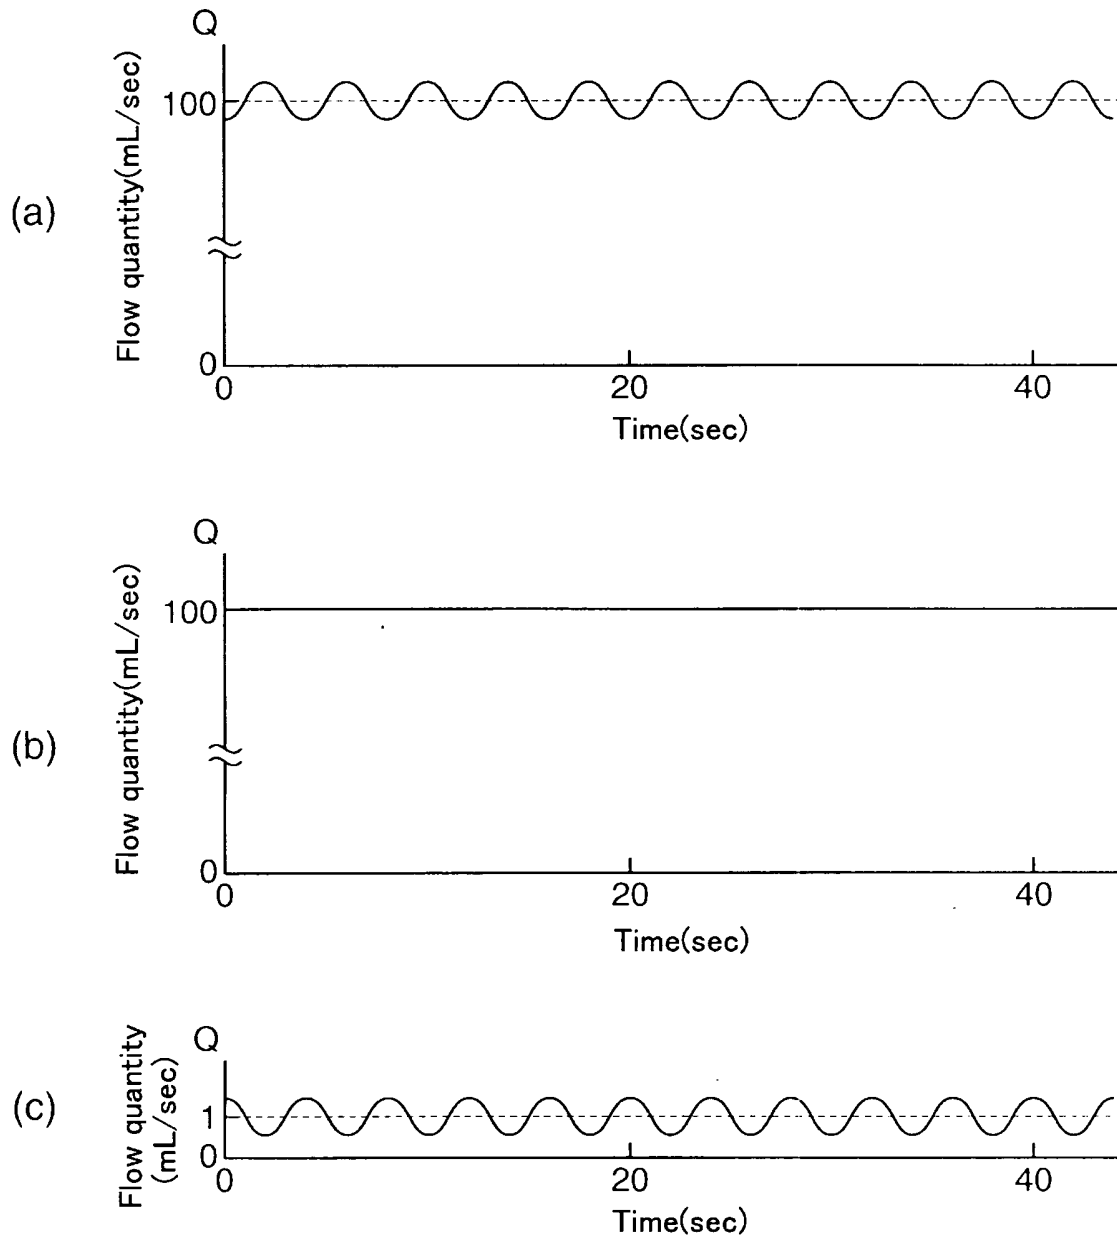 Q
Flow quantity(mL/sec)
100
(a)
0
0 20 40
Time(sec)
Q
Flow quantity(mL/sec)
100
(b)
0
0 20 40
Time(sec)
Q
Flow quantity
(mL/sec)
(c)
1
0
0 20 40
Time(sec)